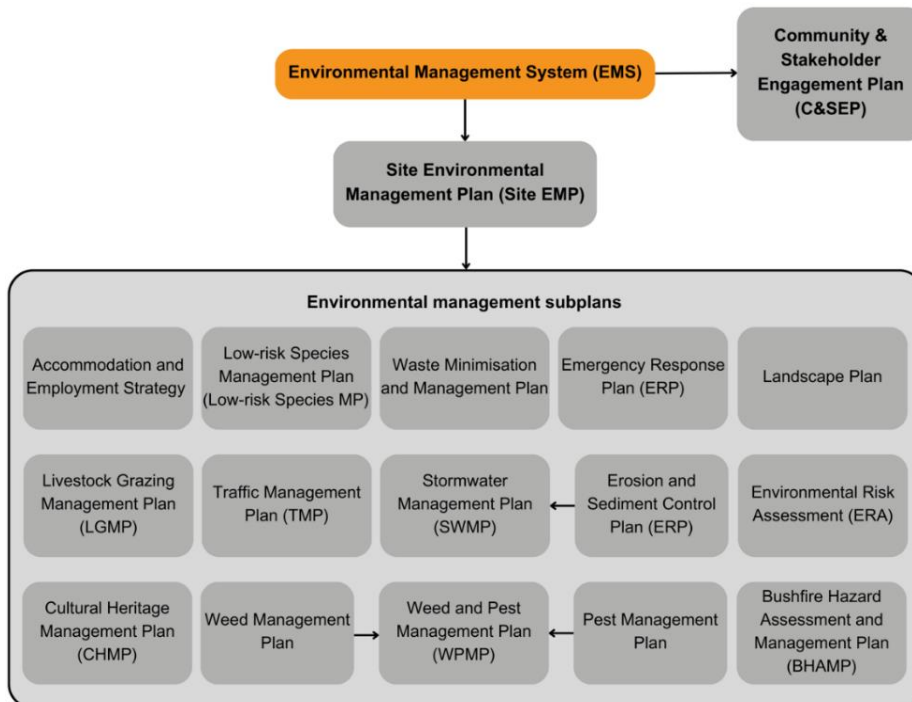 Community &
Stakeholder
Engagement Plan
(C&SEP)
Environmental Management System (EMS)
Site Environmental
Management Plan (Site EMP)
Environmental management subplans
Accommodation and
Employment Strategy
Low-risk Species
Management Plan
(Low-risk Species MP)
Waste Minimisation
and Management Plan
Emergency Response
Plan (ERP)
Landscape Plan
Livestock Grazing
Management Plan
(LGMP)
Traffic Management
Plan (TMP)
Stormwater
Management Plan
(SWMP)
Erosion and
Sediment Control
Plan (ERP)
Environmental Risk
Assessment (ERA)
Cultural Heritage
Management Plan
(CHMP)
Weed Management
Plan
Weed and Pest
Management Plan
(WPMP)
Pest Management
Plan
Bushfire Hazard
Assessment and
Management Plan
(BHAMP)